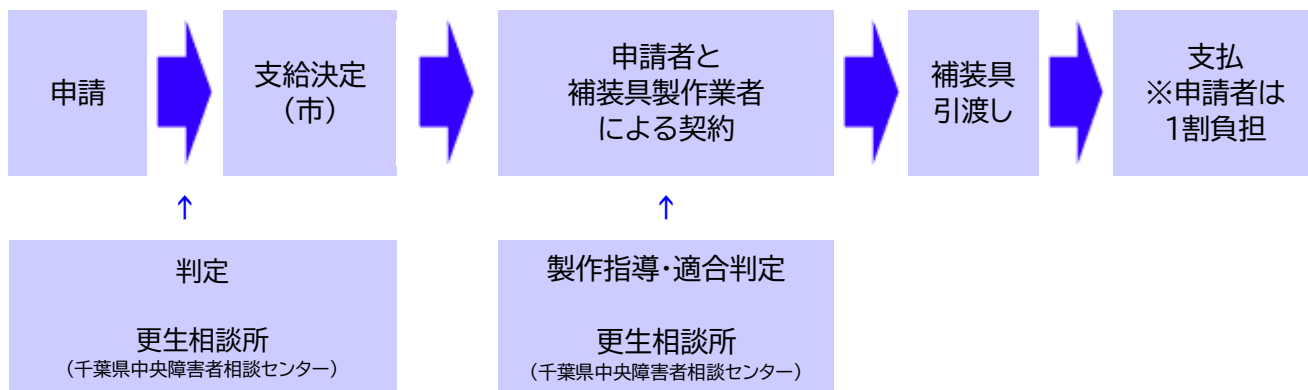 申請
支給決定
（市）
申請者と
補装具製作業者
による契約
補装具
引渡し
支払
※申請者は
1割負担
↑
↑
判定
更生相談所
（千葉県中央障害者相談センター）
製作指導・適合判定
更生相談所
（千葉県中央障害者相談センター）